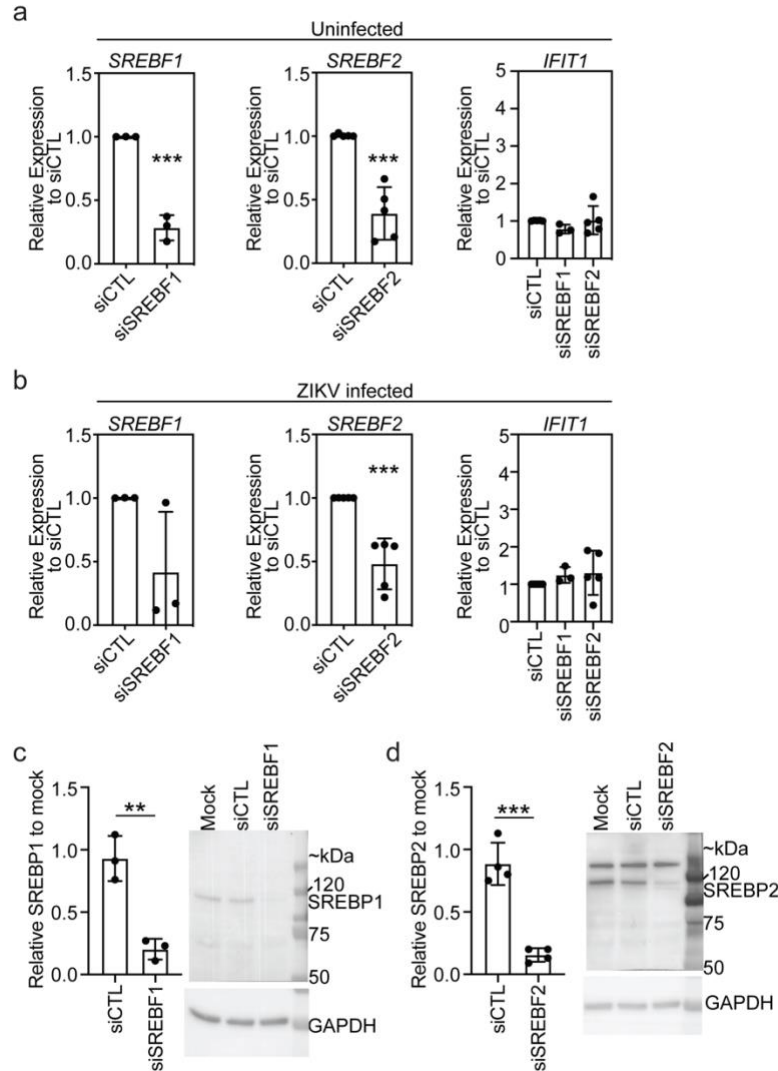 a
Uninfected
SREBF1
SREBF2
IFIT1
Relative Expression
to siCTL
1.5
1.0
0.5
0.0
***
siCTL
siSREBF1
Relative Expression
to siCTL
1.5
1.0
0.5
0.0
***
siCTL
siSREBF2
Relative Expression
to siCTL
5
4
3
2
1
0
siCTL
siSREBF1
siSREBF2
b
ZIKV infected
SREBF1
SREBF2
IFIT1
Relative Expression
to siCTL
1.5
1.0
0.5
0.0
siCTL
siSREBF1
Relative Expression
to siCTL
1.5
1.0
0.5
0.0
***
siCTL
siSREBF2
Relative Expression
to siCTL
5
4
3
2
1
0
siCTL
siSREBF1
siSREBF2
c
Relative SREBP1 to mock
1.5
1.0
0.5
0.0
**
siCTL
siSREBF1
Mock
siCTL
siSREBF1
~kDa
120
SREBP1
75
50
GAPDH
d
Relative SREBP2 to mock
1.5
1.0
0.5
0.0
***
siCTL
siSREBF2
Mock
siCTL
siSREBF2
~kDa
120
SREBP2
75
50
GAPDH